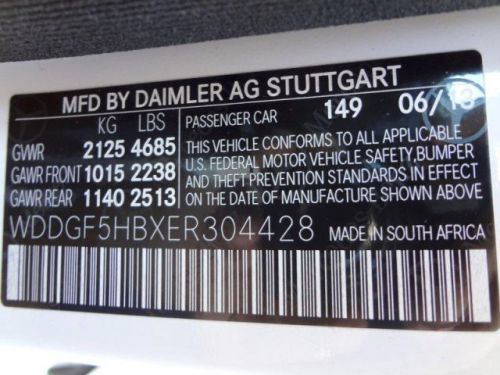 MFD BY DAIMLER AG STUTTGART
KG LBS
GVWR 2125 4685
GAWR FRONT 1015 2238
GAWR REAR 1140 2513
PASSENGER CAR 149 06/13
THIS VEHICLE CONFORMS TO ALL APPLICABLE
U.S. FEDERAL MOTOR VEHICLE SAFETY, BUMPER
AND THEFT PREVENTION STANDARDS IN EFFECT
ON THE DATE OF MANUFACTURE SHOWN ABOVE
WDDGF5HBXER304428
MADE IN SOUTH AFRICA